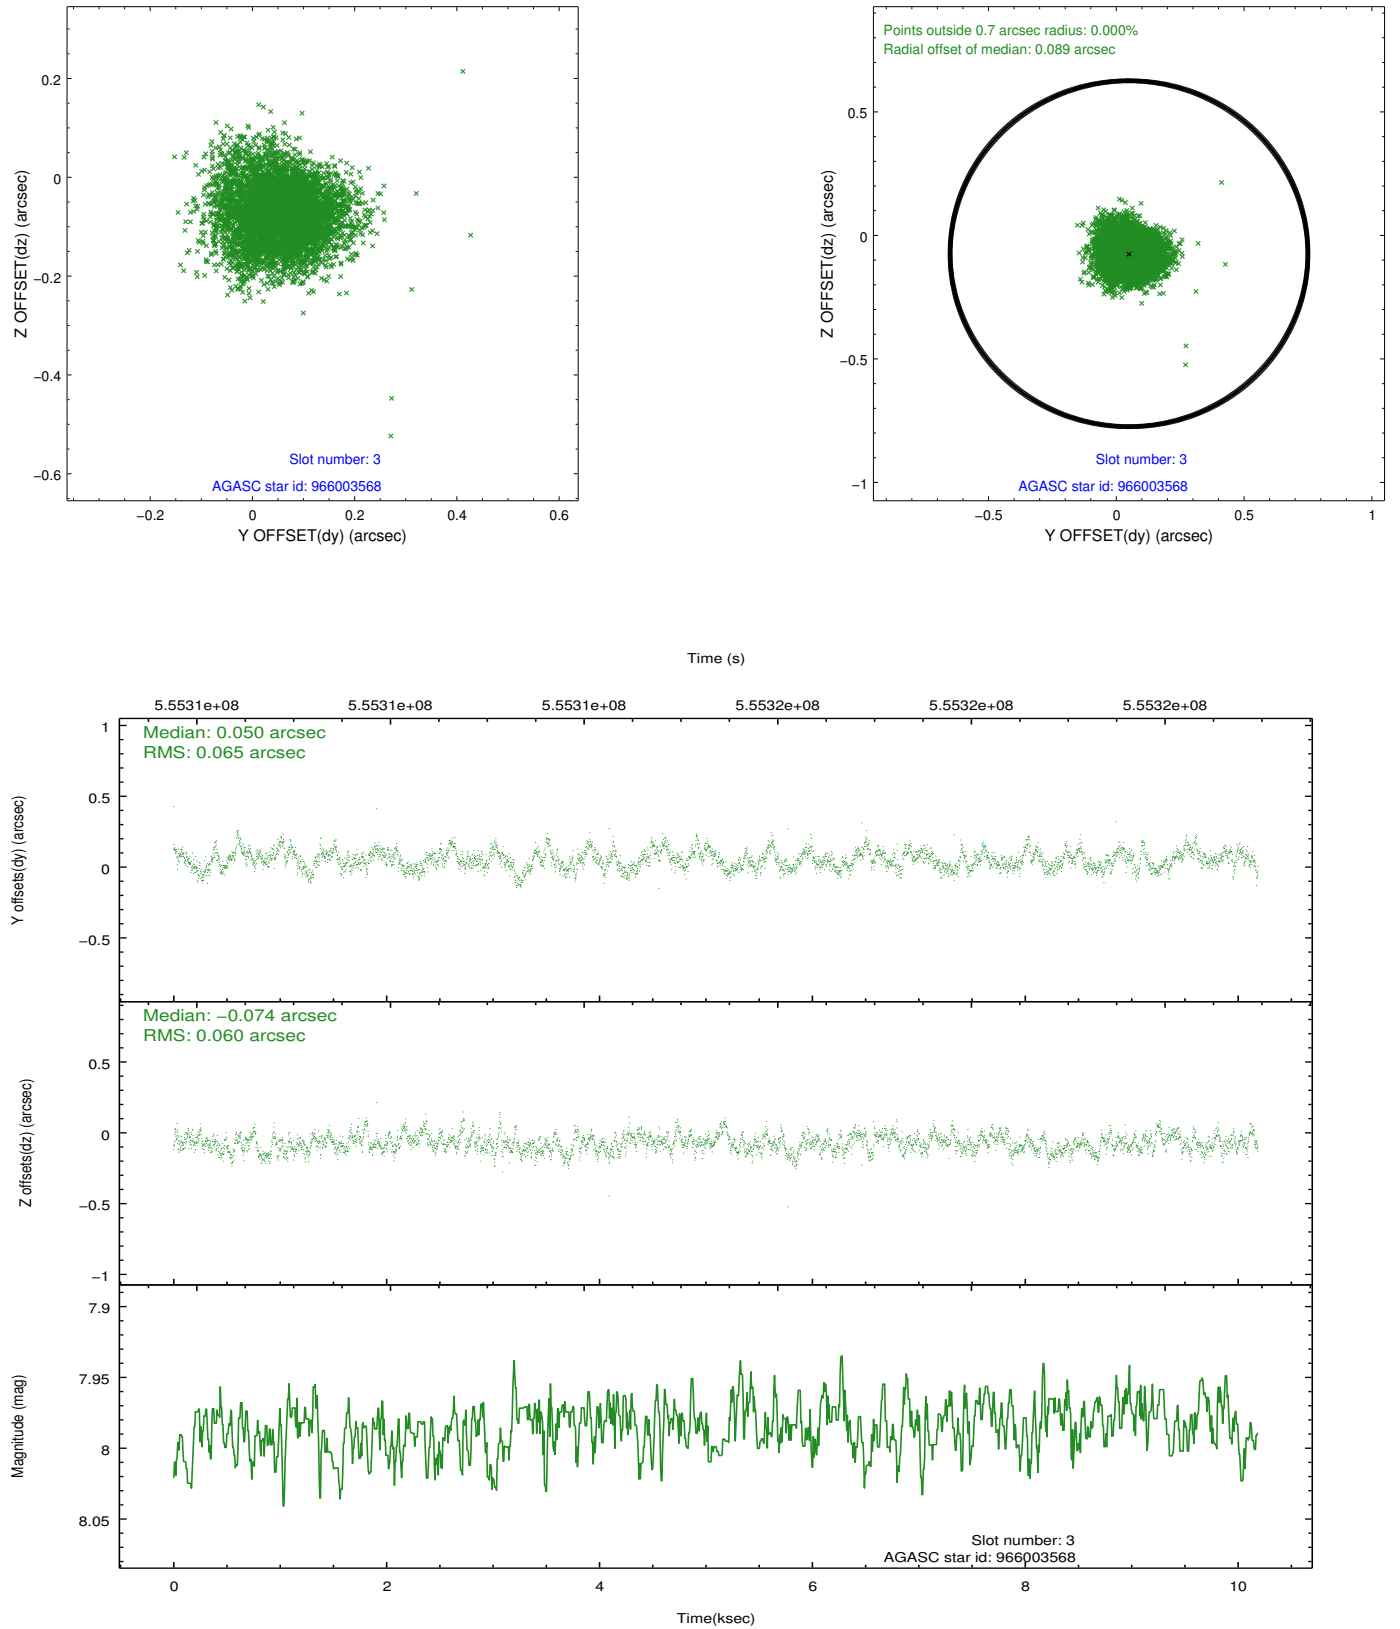 0.2
0
−0.2
−0.4
−0.6
Z OFFSET(dz) (arcsec)
Slot number: 3
AGASC star id: 966003568
−0.2
0
0.2
0.4
0.6
Y OFFSET(dy) (arcsec)
Points outside 0.7 arcsec radius: 0.000%
Radial offset of median: 0.089 arcsec
0.5
0
−0.5
−1
Z OFFSET(dz) (arcsec)
Slot number: 3
AGASC star id: 966003568
−0.5
0
0.5
1
Y OFFSET(dy) (arcsec)
Time (s)
5.5531e+08
5.5531e+08
5.5531e+08
5.5532e+08
5.5532e+08
5.5532e+08
Median: 0.050 arcsec
RMS: 0.065 arcsec
1
0.5
0
−0.5
Y offsets(dy) (arcsec)
Median: −0.074 arcsec
RMS: 0.060 arcsec
0.5
0
−0.5
−1
Z offsets(dz) (arcsec)
7.9
7.95
8
8.05
Magnitude (mag)
Slot number: 3
AGASC star id: 966003568
0
2
4
6
8
10
Time(ksec)